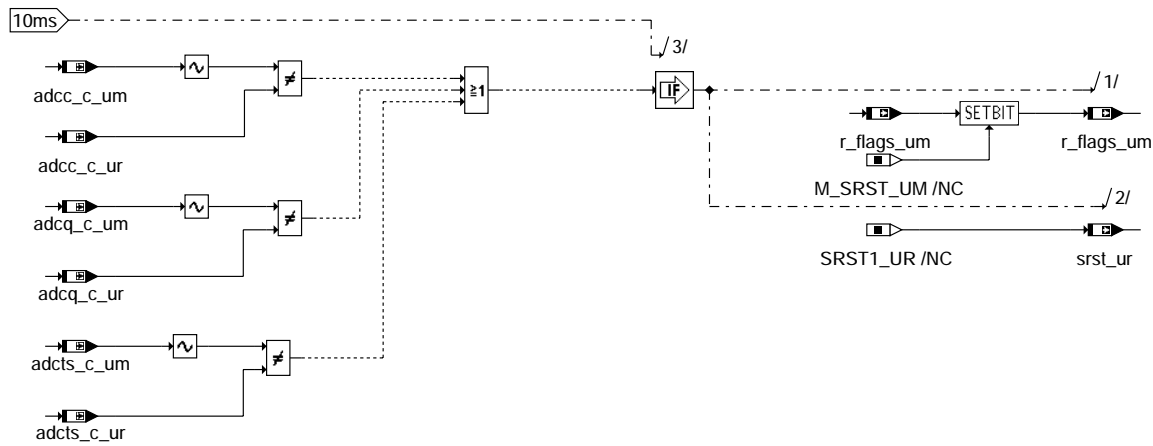 10ms
/3/
adcc_c_um
≠
≧1
IF
/1/
adcc_c_ur
SETBIT
r_flags_um
r_flags_um
M_SRST_UM /NC
adcq_c_um
≠
/2/
SRST1_UR /NC
srst_ur
adcq_c_ur
adcts_c_um
≠
adcts_c_ur